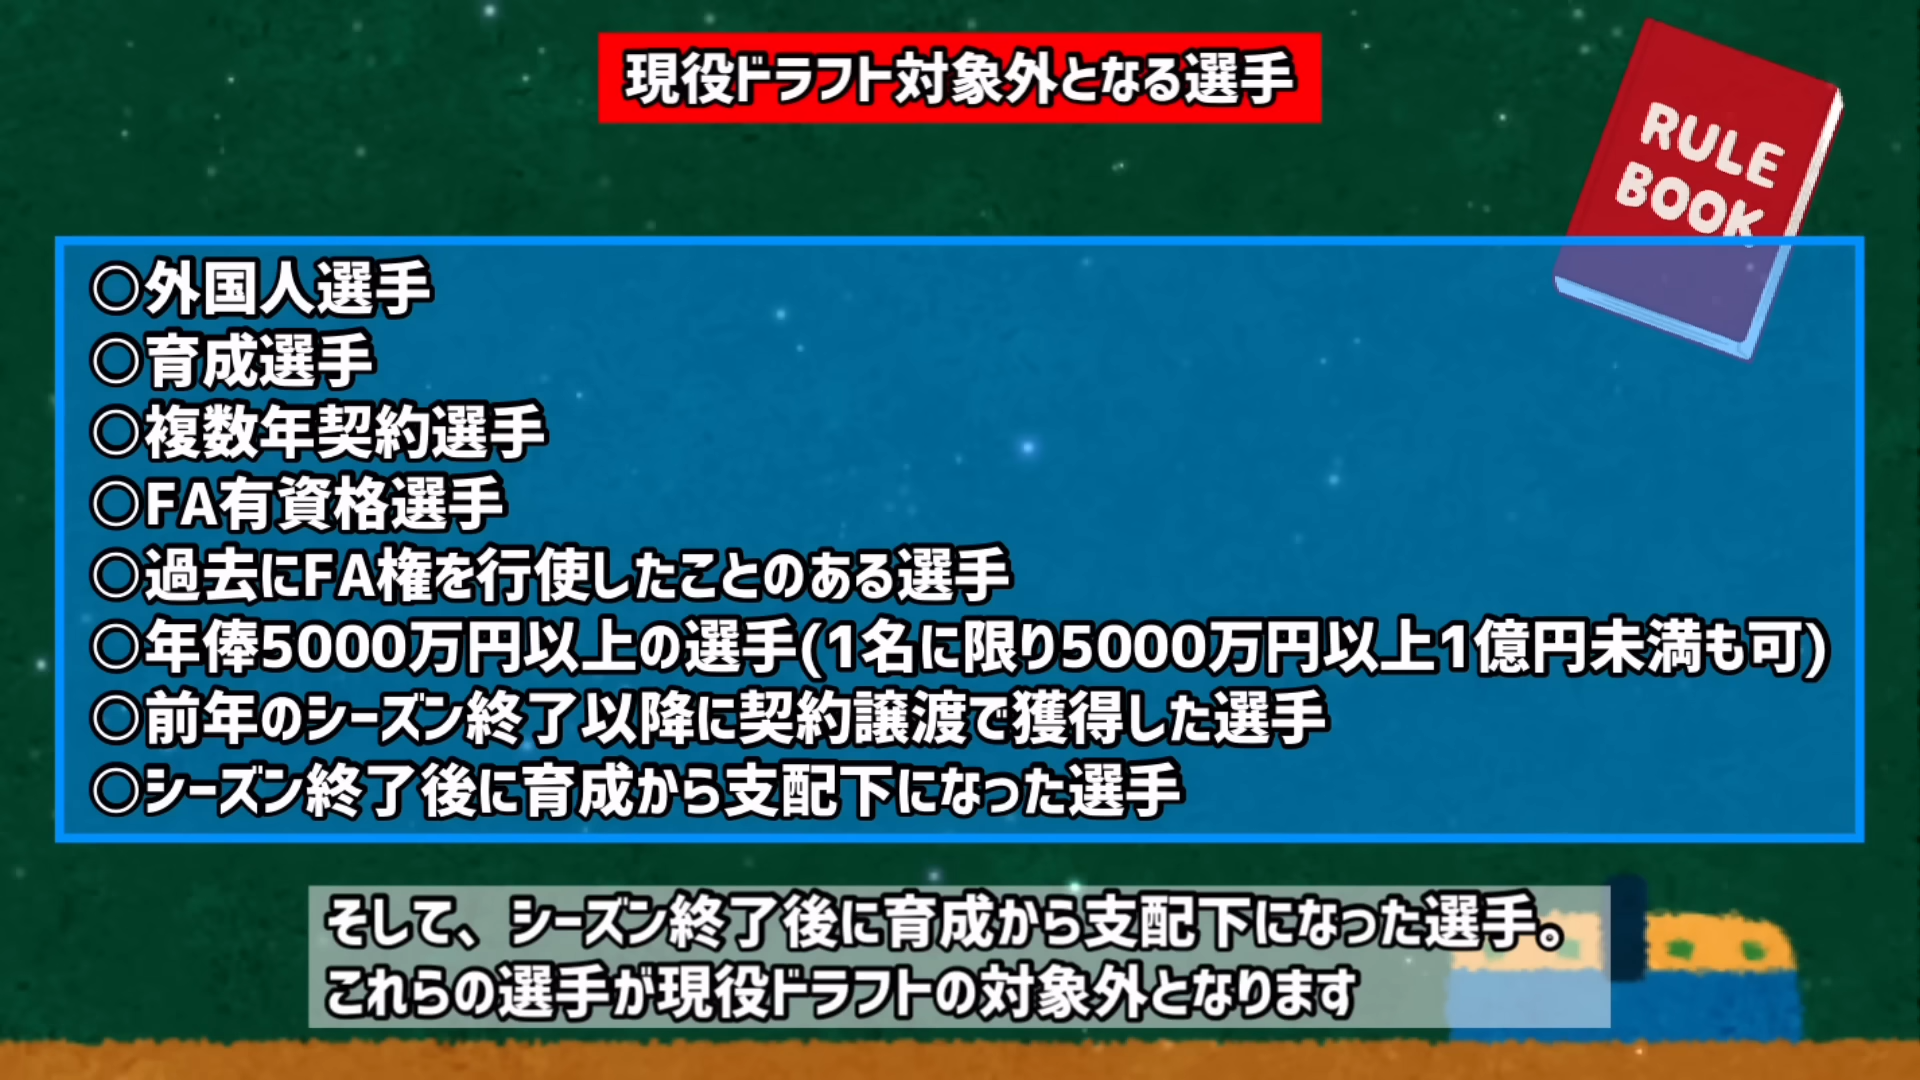 現役ドラフト対象外となる選手
RULE
BOOK
○外国人選手
○育成選手
○複数年契約選手
○FA有資格選手
○過去にFA権を行使したことのある選手
○年俸5000万円以上の選手(1名に限り5000万円以上1億円未満も可)
○前年のシーズン終了以降に契約譲渡で獲得した選手
○シーズン終了後に育成から支配下になった選手
そして、シーズン終了後に育成から支配下になった選手。
これらの選手が現役ドラフトの対象外となります